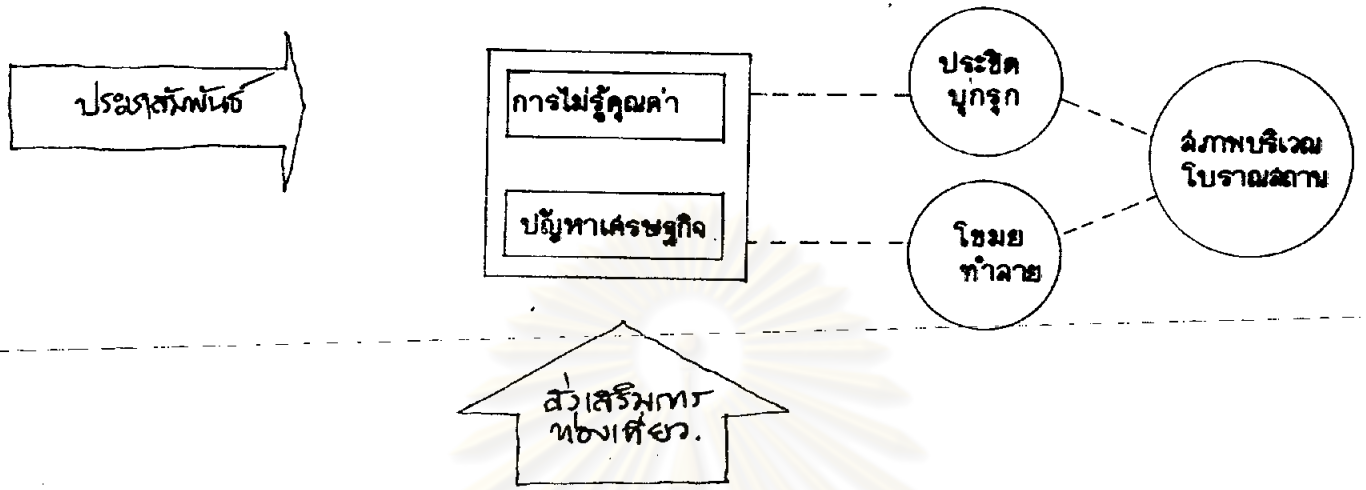 ประชาสัมพันธ์
การไม่รู้คุณค่า
ปัญหาเศรษฐกิจ
ประชิด
บุกรุก
โขมย
ทำลาย
สภาพบริเวณ
โบราณสถาน
ส่งเสริมการ
ท่องเที่ยว.